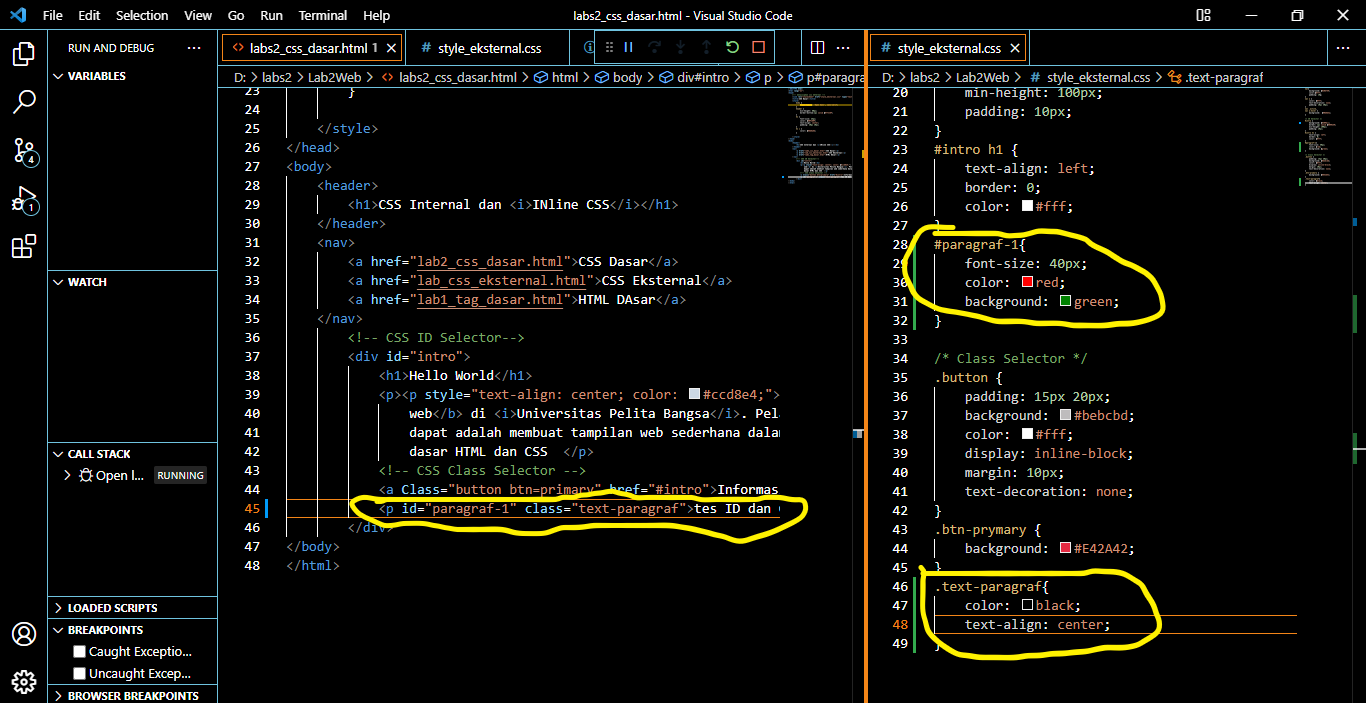 File Edit Selection View Go Run Terminal Help
labs2_css_dasar.html - Visual Studio Code
RUN AND DEBUG
VARIABLES
WATCH
CALL STACK
Open l... RUNNING
LOADED SCRIPTS
BREAKPOINTS
Caught Exceptio...
Uncaught Excep...
BROWSER BREAKPOINTS
4
1
labs2_css_dasar.html 1
# style_eksternal.css
D: > labs2 > Lab2Web > labs2_css_dasar.html > html > body > div#intro > p > p#paragra
23 }
24
25 </style>
26 </head>
27 <body>
28 <header>
29 <h1>CSS Internal dan <i>INline CSS</i></h1>
30 </header>
31 <nav>
32 <a href="lab2_css_dasar.html">CSS Dasar</a>
33 <a href="lab_css_eksternal.html">CSS Eksternal</a>
34 <a href="lab1_tag_dasar.html">HTML DAsar</a>
35 </nav>
36 <!-- CSS ID Selector-->
37 <div id="intro">
38 <h1>Hello World</h1>
39 <p><p style="text-align: center; color: #ccd8e4;">
40 web</b> di <i>Universitas Pelita Bangsa</i>. Pel
41 dapat adalah membuat tampilan web sederhana dalam
42 dasar HTML dan CSS </p>
43 <!-- CSS Class Selector -->
44 <a Class="button btn=primary" href="#intro">Informas
45 <p id="paragraf-1" class="text-paragraf">tes ID dan
46 </div>
47 </body>
48 </html>
# style_eksternal.css
D: > labs2 > Lab2Web > # style_eksternal.css > .text-paragraf
20 min-height: 100px;
21 padding: 10px;
22 }
23 #intro h1 {
24 text-align: left;
25 border: 0;
26 color: #fff;
27 }
28 #paragraf-1{
29 font-size: 40px;
30 color: red;
31 background: green;
32 }
33
34 /* Class Selector */
35 .button {
36 padding: 15px 20px;
37 background: #bebcbd;
38 color: #fff;
39 display: inline-block;
40 margin: 10px;
41 text-decoration: none;
42 }
43 .btn-prymary {
44 background: #E42A42;
45 }
46 .text-paragraf{
47 color: black;
48 text-align: center;
49 }